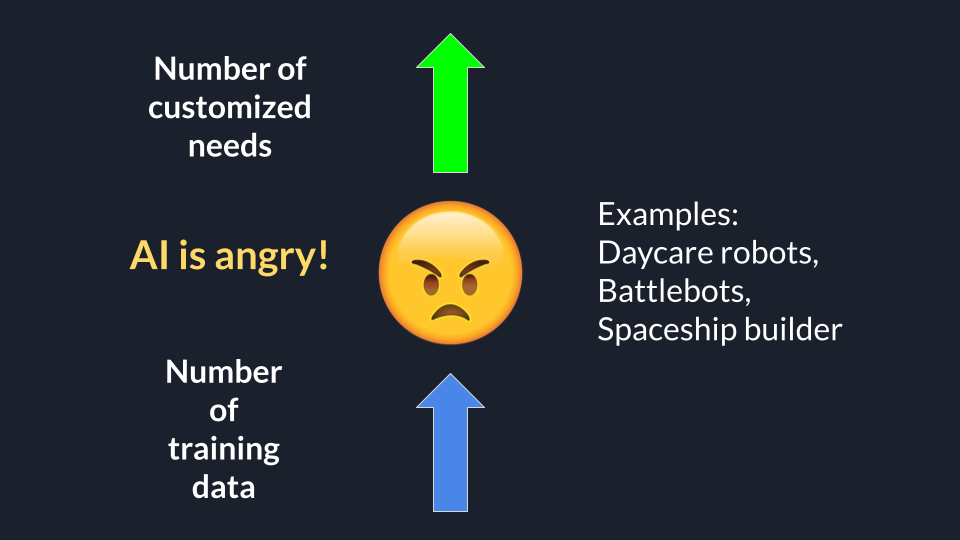 Number of
customized
needs
AI is angry!
Examples:
Daycare robots,
Battlebots,
Spaceship builder
Number
of
training
data